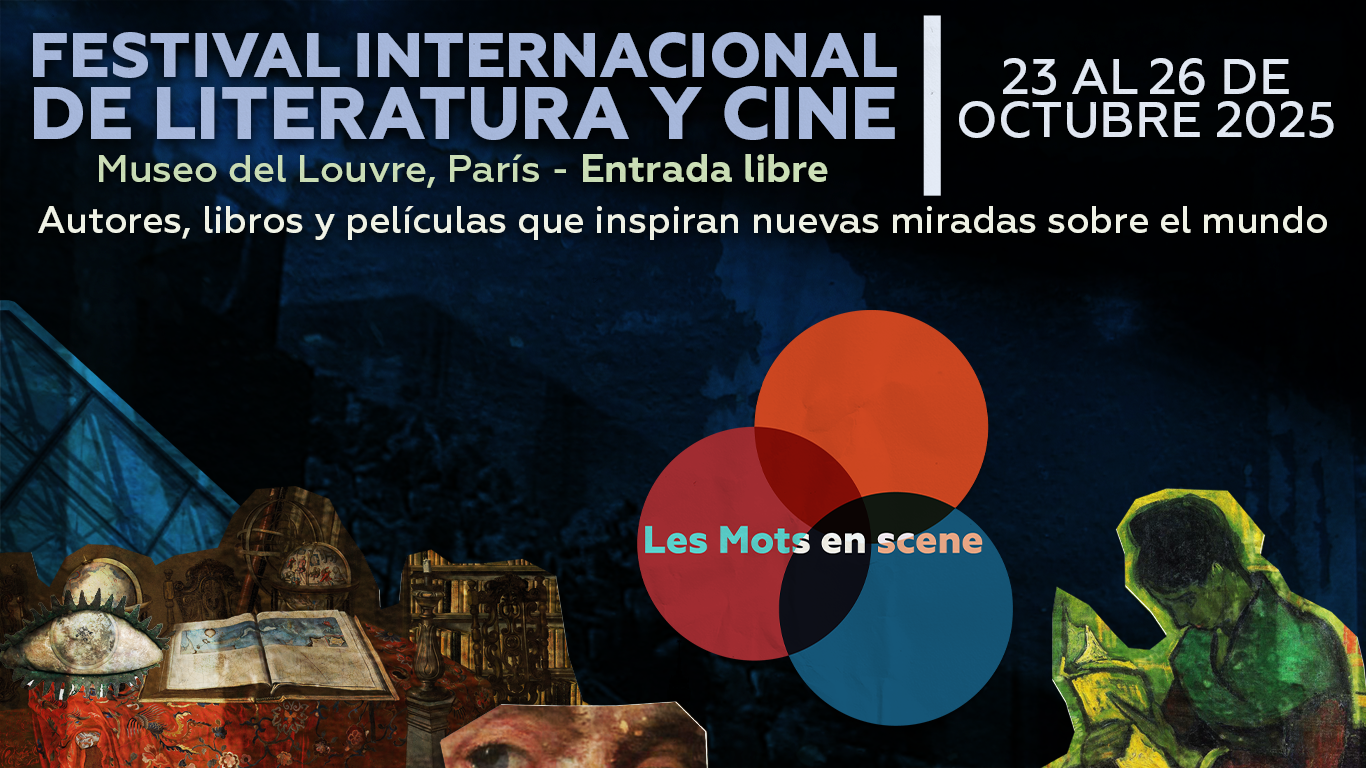 FESTIVAL INTERNACIONAL
DE LITERATURA Y CINE
Museo del Louvre, París - Entrada libre
23 AL 26 DE
OCTUBRE 2025
Autores, libros y películas que inspiran nuevas miradas sobre el mundo
Les Mots en scene